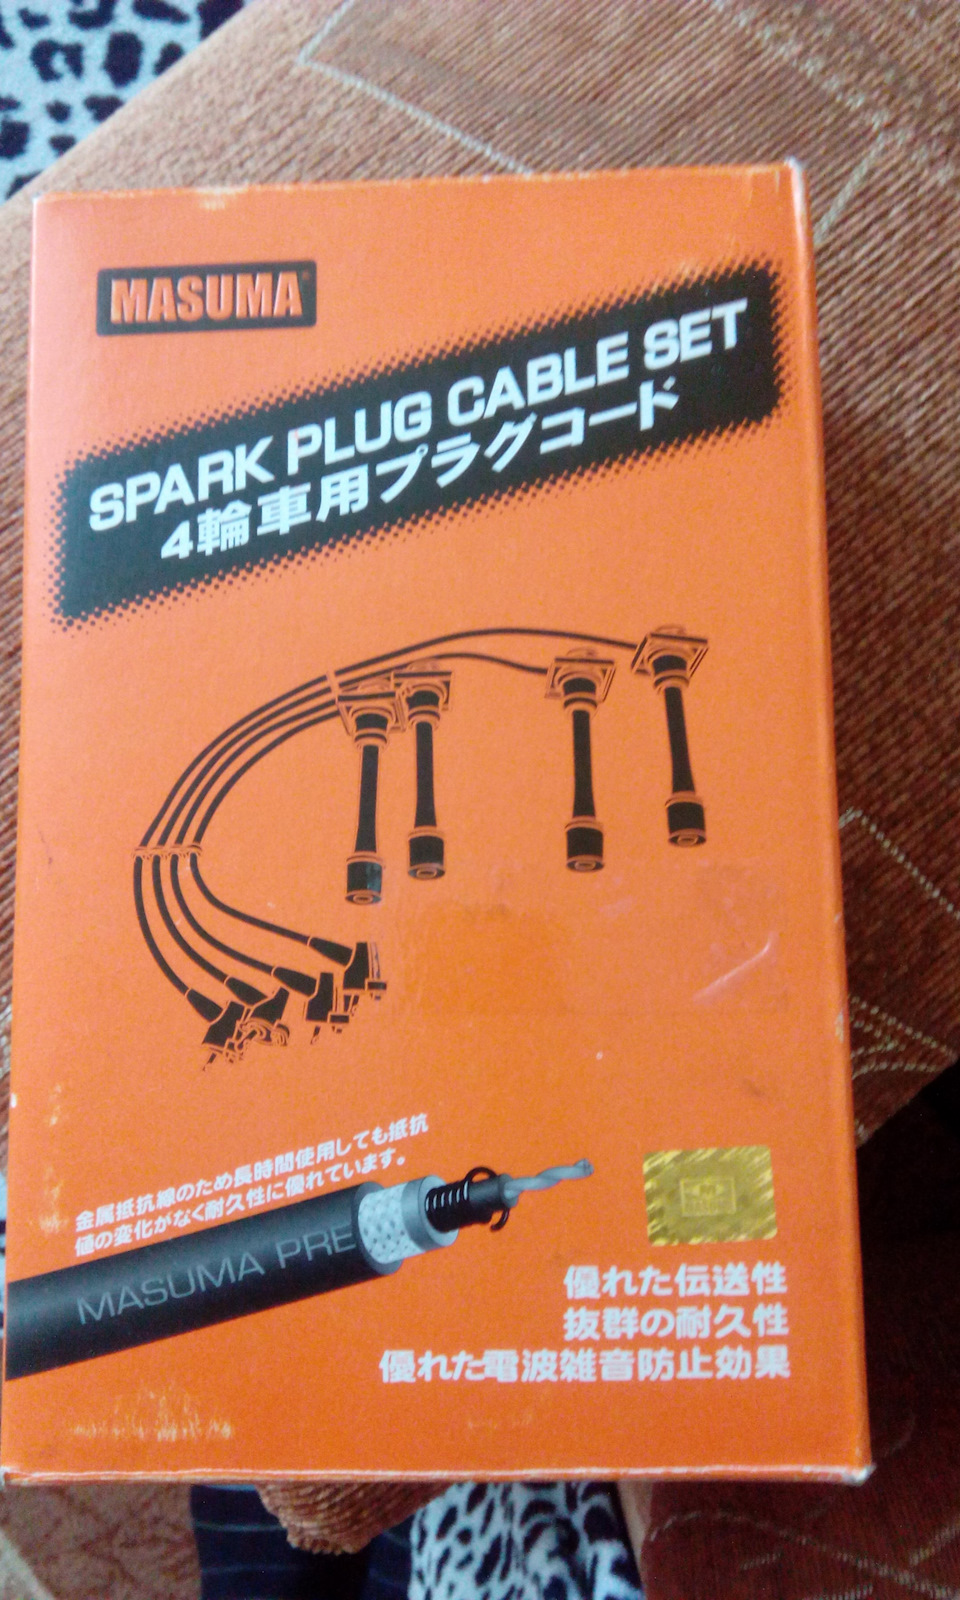 MASUMA
SPARK PLUG CABLE SET
4輪車用プラグコード
金属抵抗線のため長時間使用しても抵抗
値の変化がなく耐久性に優れています。
MASUMA PRE
優れた伝送性
抜群の耐久性
優れた電波雑音防止効果